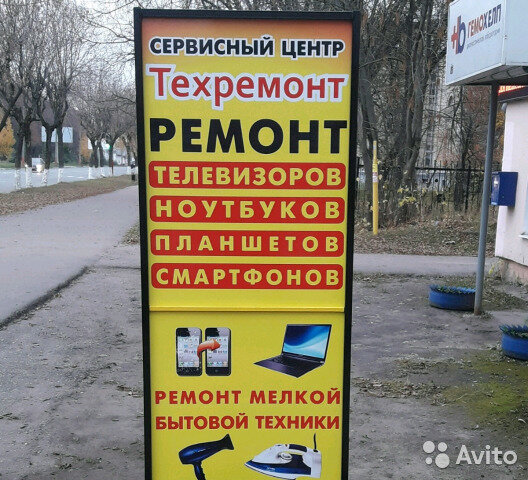 СЕРВИСНЫЙ ЦЕНТР
Техремонт
РЕМОНТ
ТЕЛЕВИЗОРОВ
НОУТБУКОВ
ПЛАНШЕТОВ
СМАРТФОНОВ
РЕМОНТ МЕЛКОЙ
БЫТОВОЙ ТЕХНИКИ
ГЕМОХЕЛП
Avito